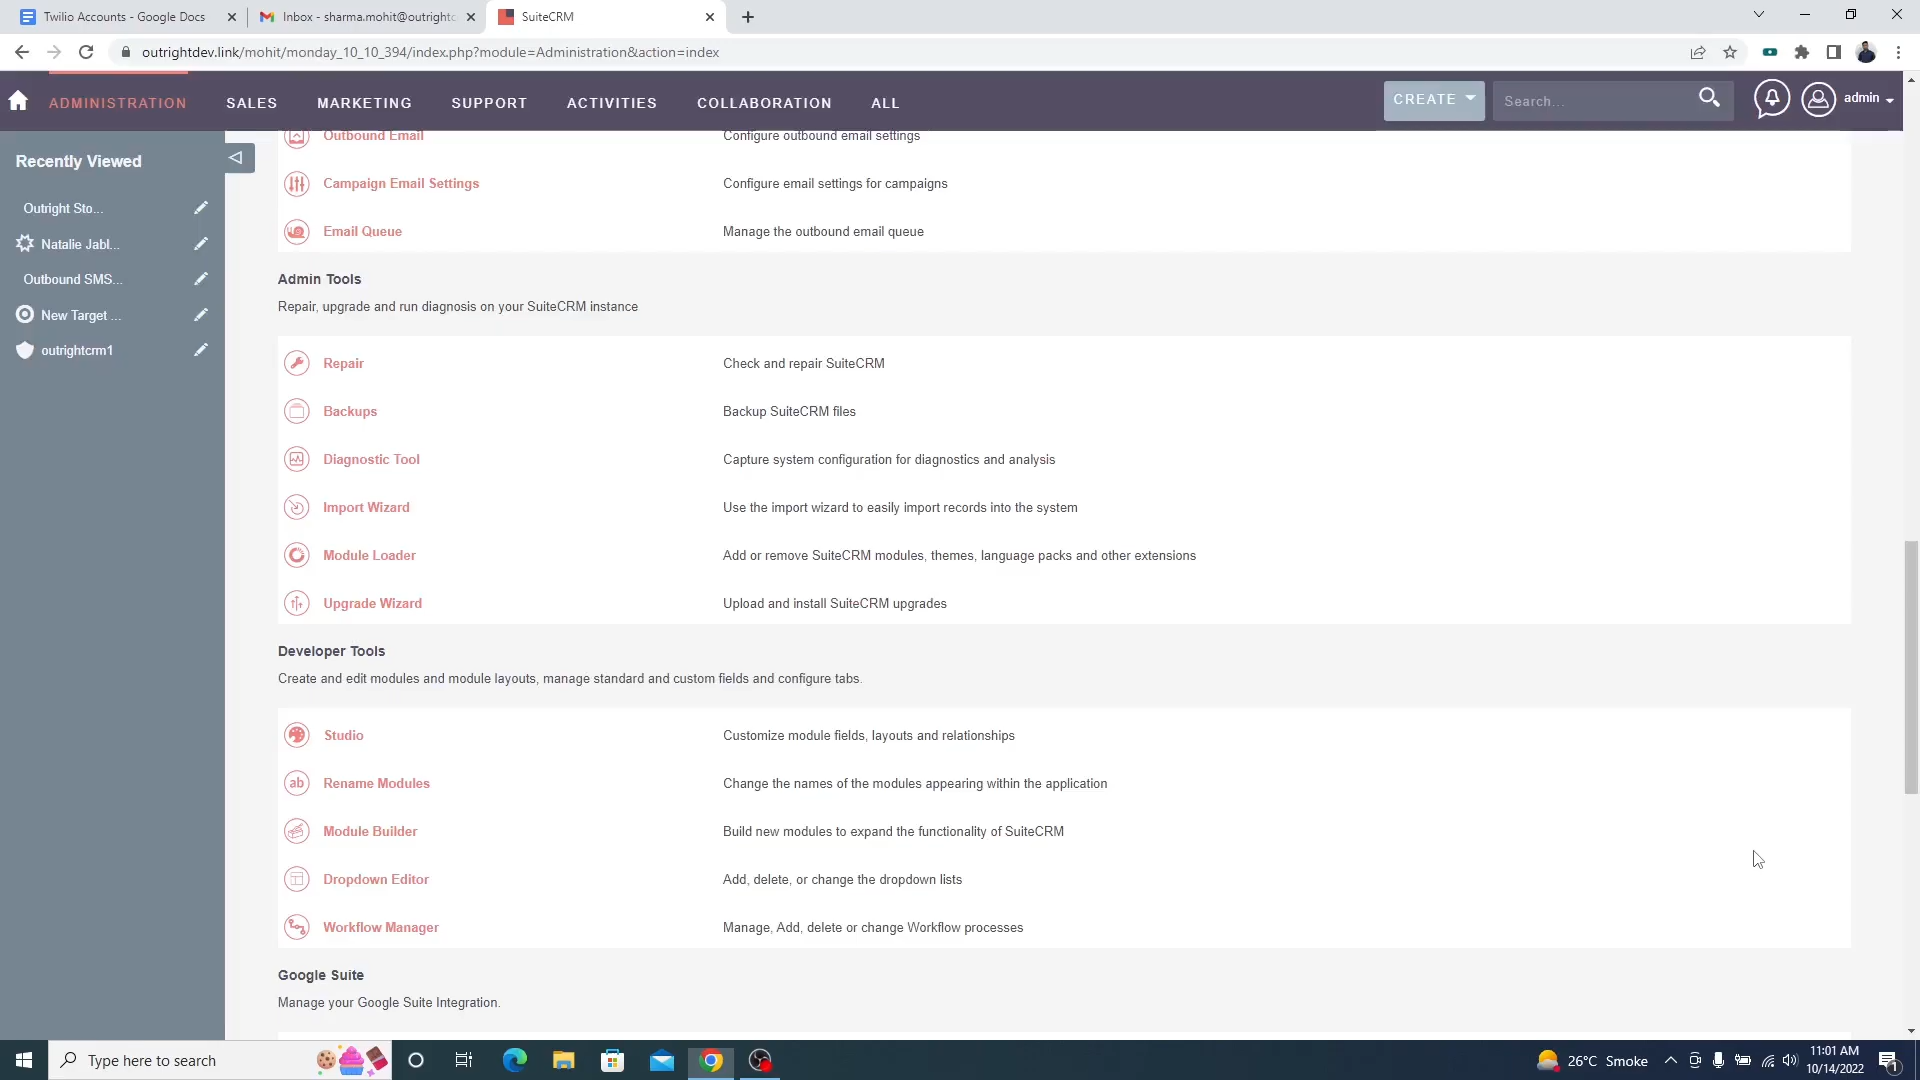 Twilio Accounts - Google Docs
Inbox - sharma.mohit@outrightc
SuiteCRM
outrightdev.link/mohit/monday_10_10_394/index.php?module=Administration&action=index
ADMINISTRATION
SALES
MARKETING
SUPPORT
ACTIVITIES
COLLABORATION
ALL
CREATE
Search...
admin
Recently Viewed
Outright Sto...
Natalie Jabl...
Outbound SMS...
New Target ...
outrightcrm1
Outbound Email
Configure outbound email settings
Campaign Email Settings
Configure email settings for campaigns
Email Queue
Manage the outbound email queue
Admin Tools
Repair, upgrade and run diagnosis on your SuiteCRM instance
Repair
Check and repair SuiteCRM
Backups
Backup SuiteCRM files
Diagnostic Tool
Capture system configuration for diagnostics and analysis
Import Wizard
Use the import wizard to easily import records into the system
Module Loader
Add or remove SuiteCRM modules, themes, language packs and other extensions
Upgrade Wizard
Upload and install SuiteCRM upgrades
Developer Tools
Create and edit modules and module layouts, manage standard and custom fields and configure tabs.
Studio
Customize module fields, layouts and relationships
ab
Rename Modules
Change the names of the modules appearing within the application
Module Builder
Build new modules to expand the functionality of SuiteCRM
Dropdown Editor
Add, delete, or change the dropdown lists
Workflow Manager
Manage, Add, delete or change Workflow processes
Google Suite
Manage your Google Suite Integration.
Type here to search
26°C Smoke
11:01 AM
10/14/2022
1